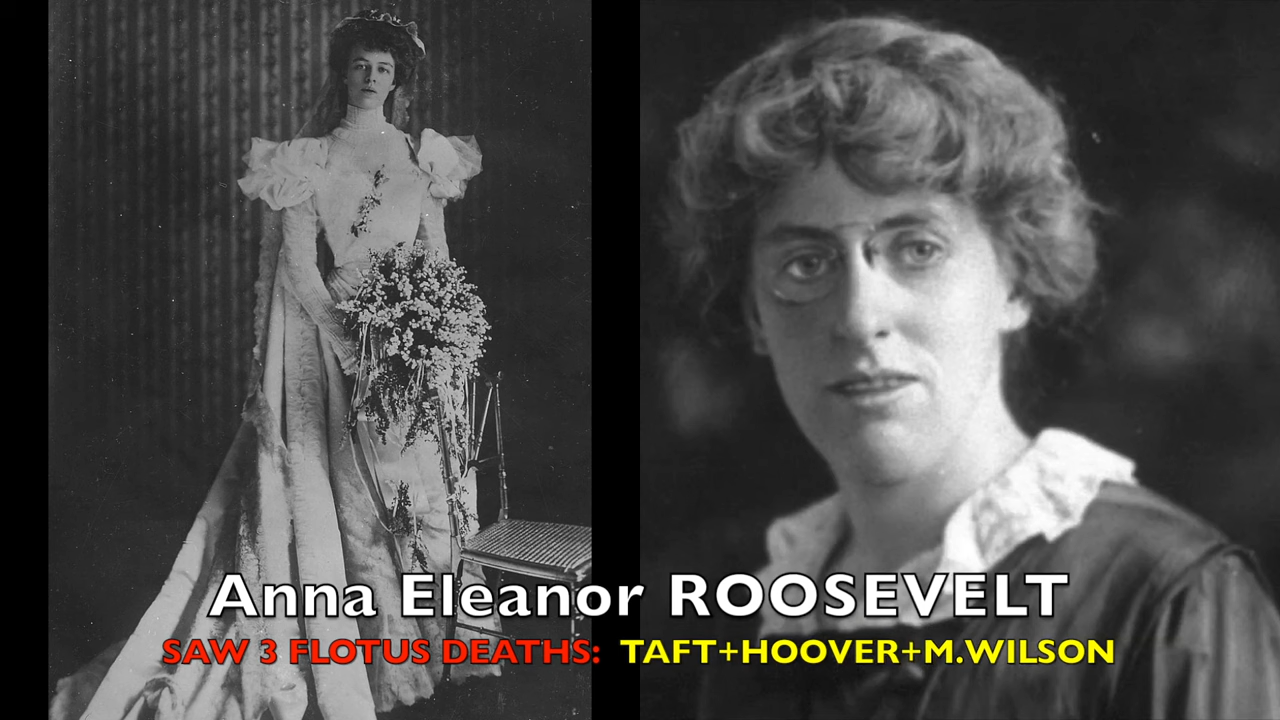 Anna Eleanor ROOSEVELT
SAW 3 FLOTUS DEATHS: TAFT+HOOVER+M.WILSON